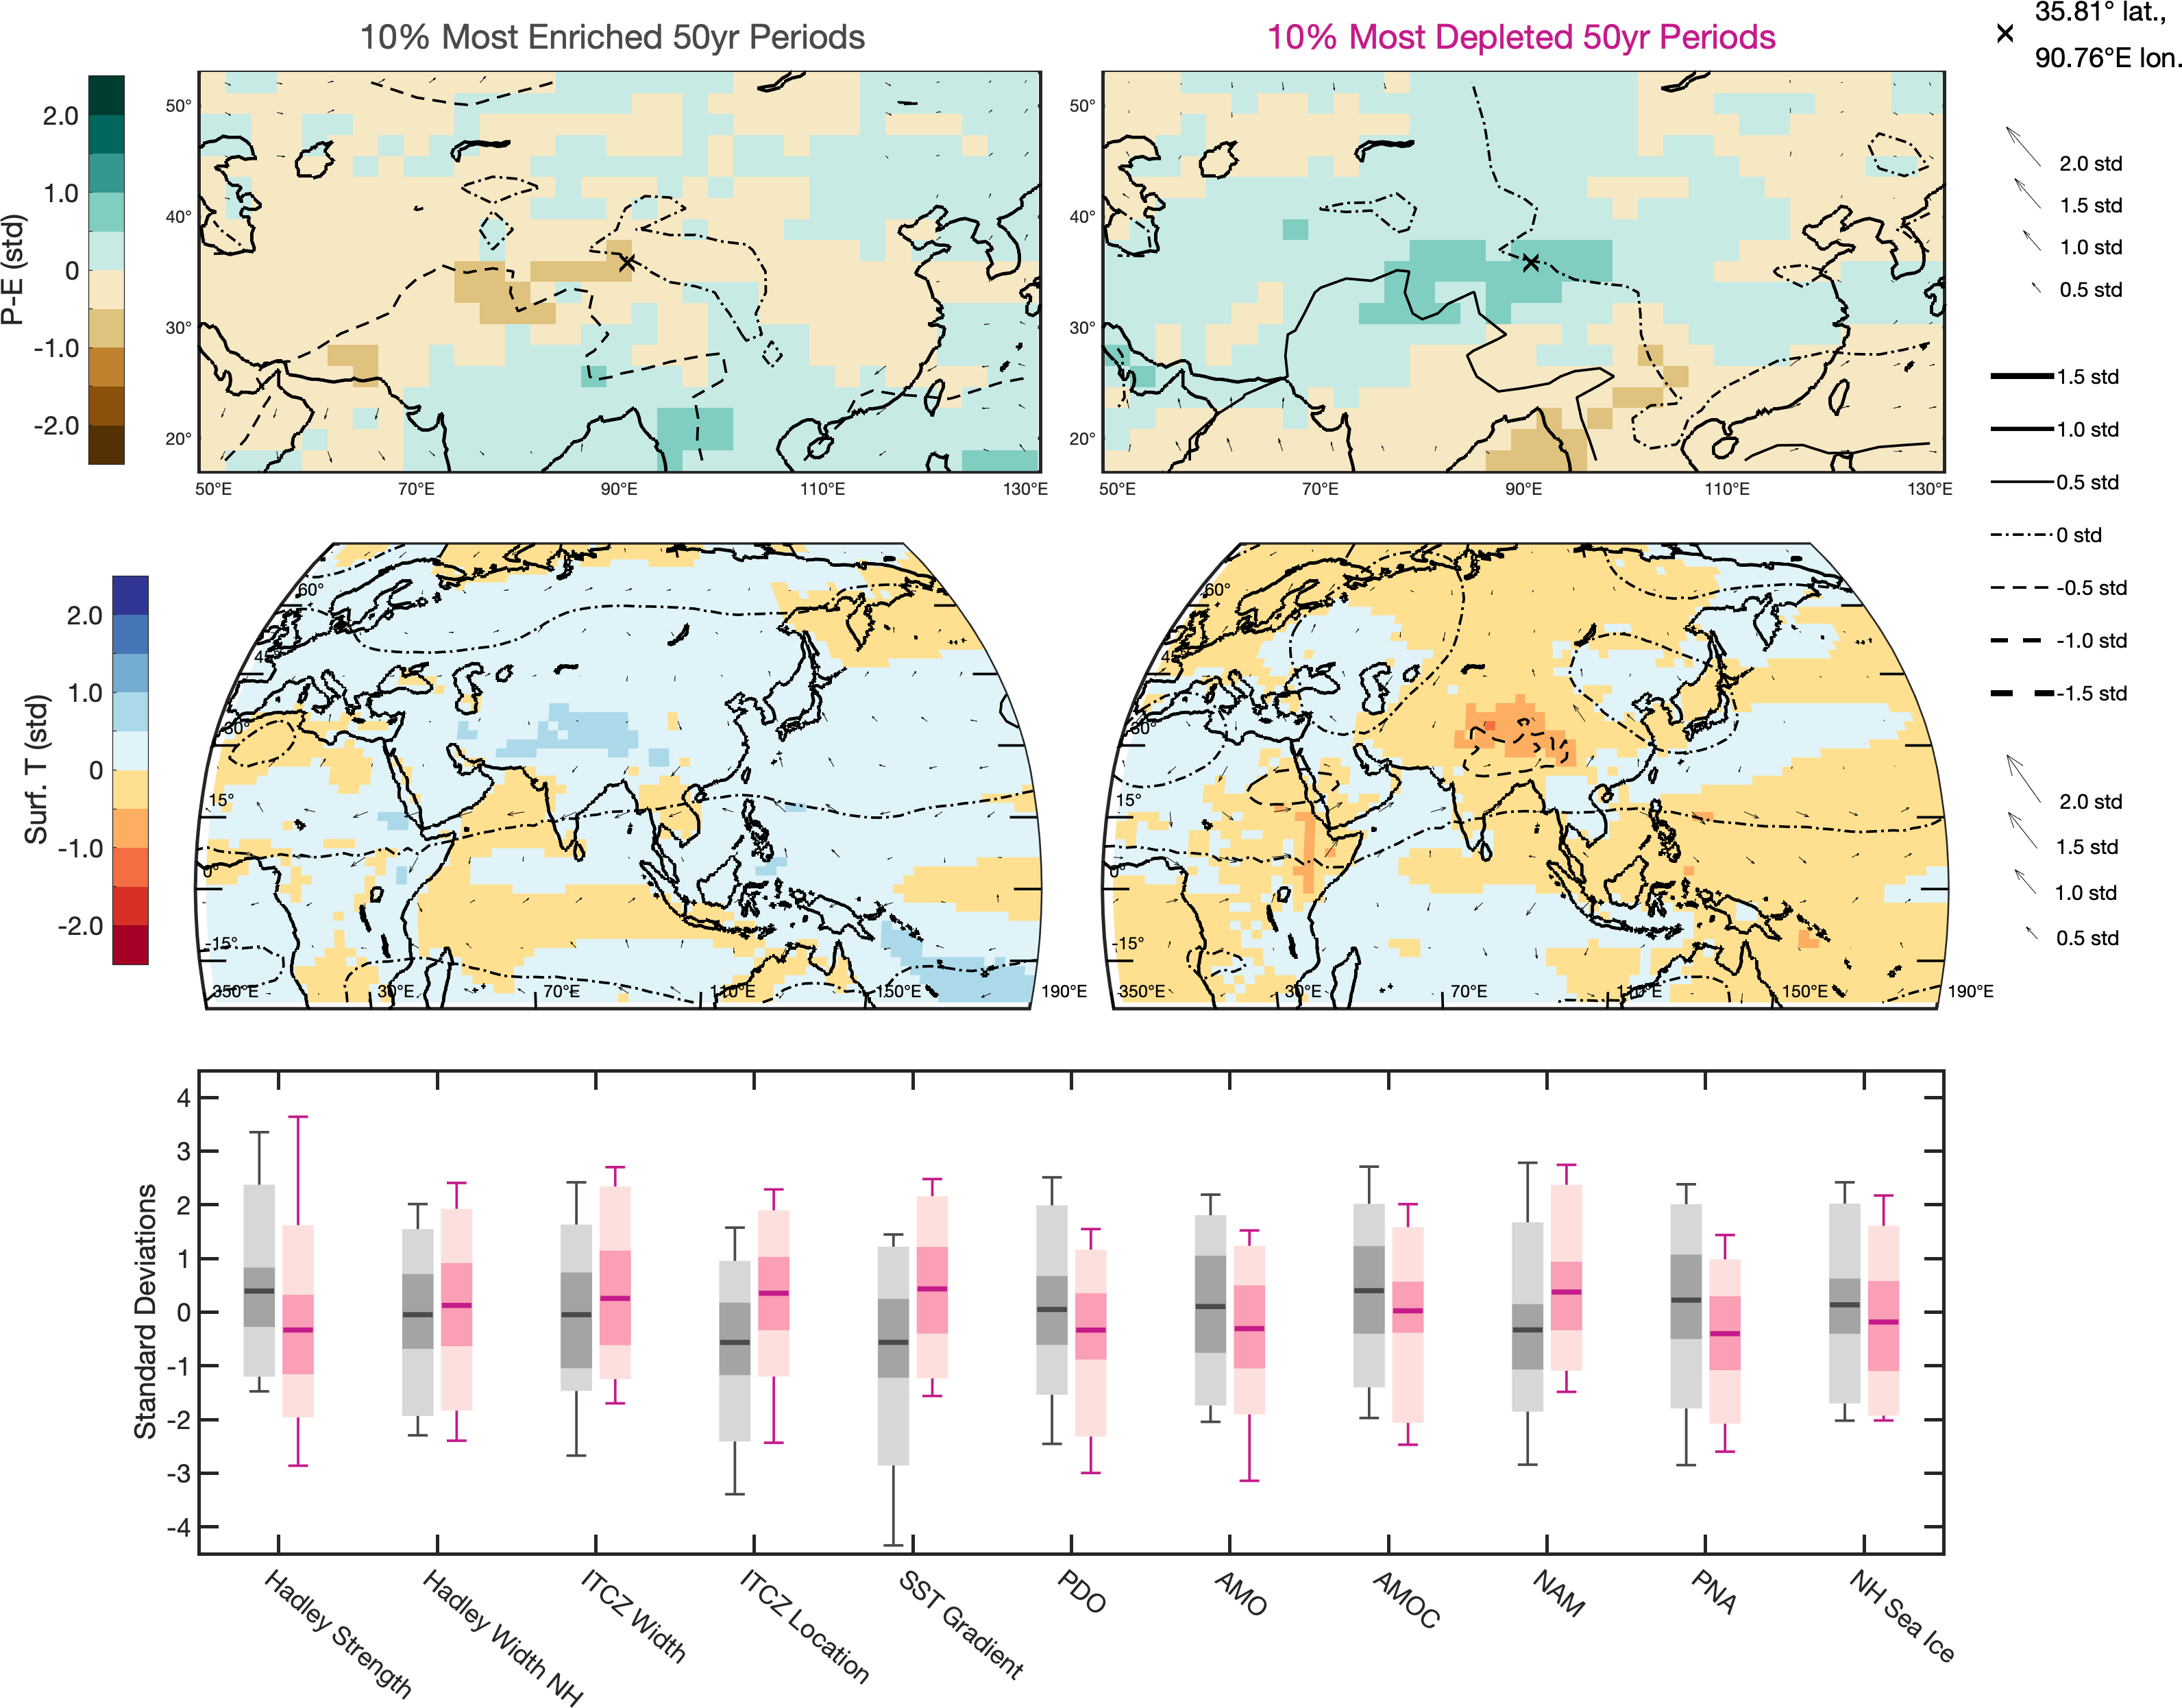 10% Most Enriched 50yr Periods
10% Most Depleted 50yr Periods
35.81° lat.,
90.76°E lon.
P-E (std)
2.0
1.0
0
-1.0
-2.0
50°
40°
30°
20°
50°E 70°E 90°E 110°E 130°E
50°
40°
30°
20°
50°E 70°E 90°E 110°E 130°E
2.0 std
1.5 std
1.0 std
0.5 std
1.5 std
1.0 std
0.5 std
0 std
-0.5 std
-1.0 std
-1.5 std
2.0 std
1.5 std
1.0 std
0.5 std
Surf. T (std)
2.0
1.0
0
-1.0
-2.0
60°
45°
30°
15°
0°
-15°
350°E 30°E 70°E 110°E 150°E 190°E
60°
45°
30°
15°
0°
-15°
350°E 30°E 70°E 110°E 150°E 190°E
Standard Deviations
4
3
2
1
0
-1
-2
-3
-4
Hadley Strength
Hadley Width NH
ITCZ Width
ITCZ Location
SST Gradient
PDO
AMO
AMOC
NAM
PNA
NH Sea Ice